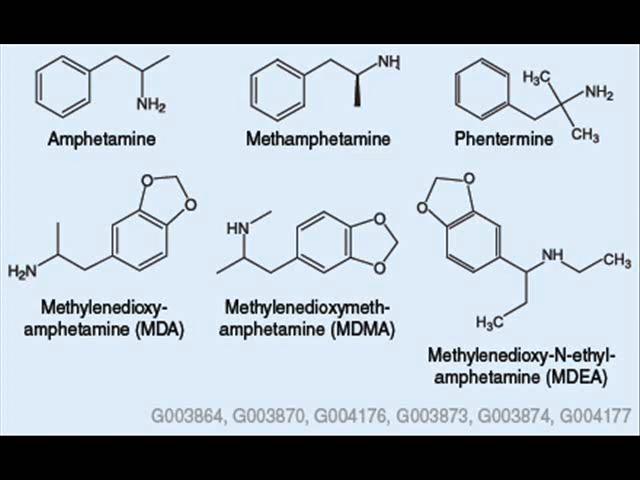 NH₂
Amphetamine
NH
Methamphetamine
H₃C
NH₂
CH₃
Phentermine
O
O
H₂N
Methylenedioxy-
amphetamine (MDA)
HN
O
O
Methylenedioxymeth-
amphetamine (MDMA)
O
O
NH
CH₃
H₃C
Methylenedioxy-N-ethyl-
amphetamine (MDEA)
G003864, G003870, G004176, G003873, G003874, G004177